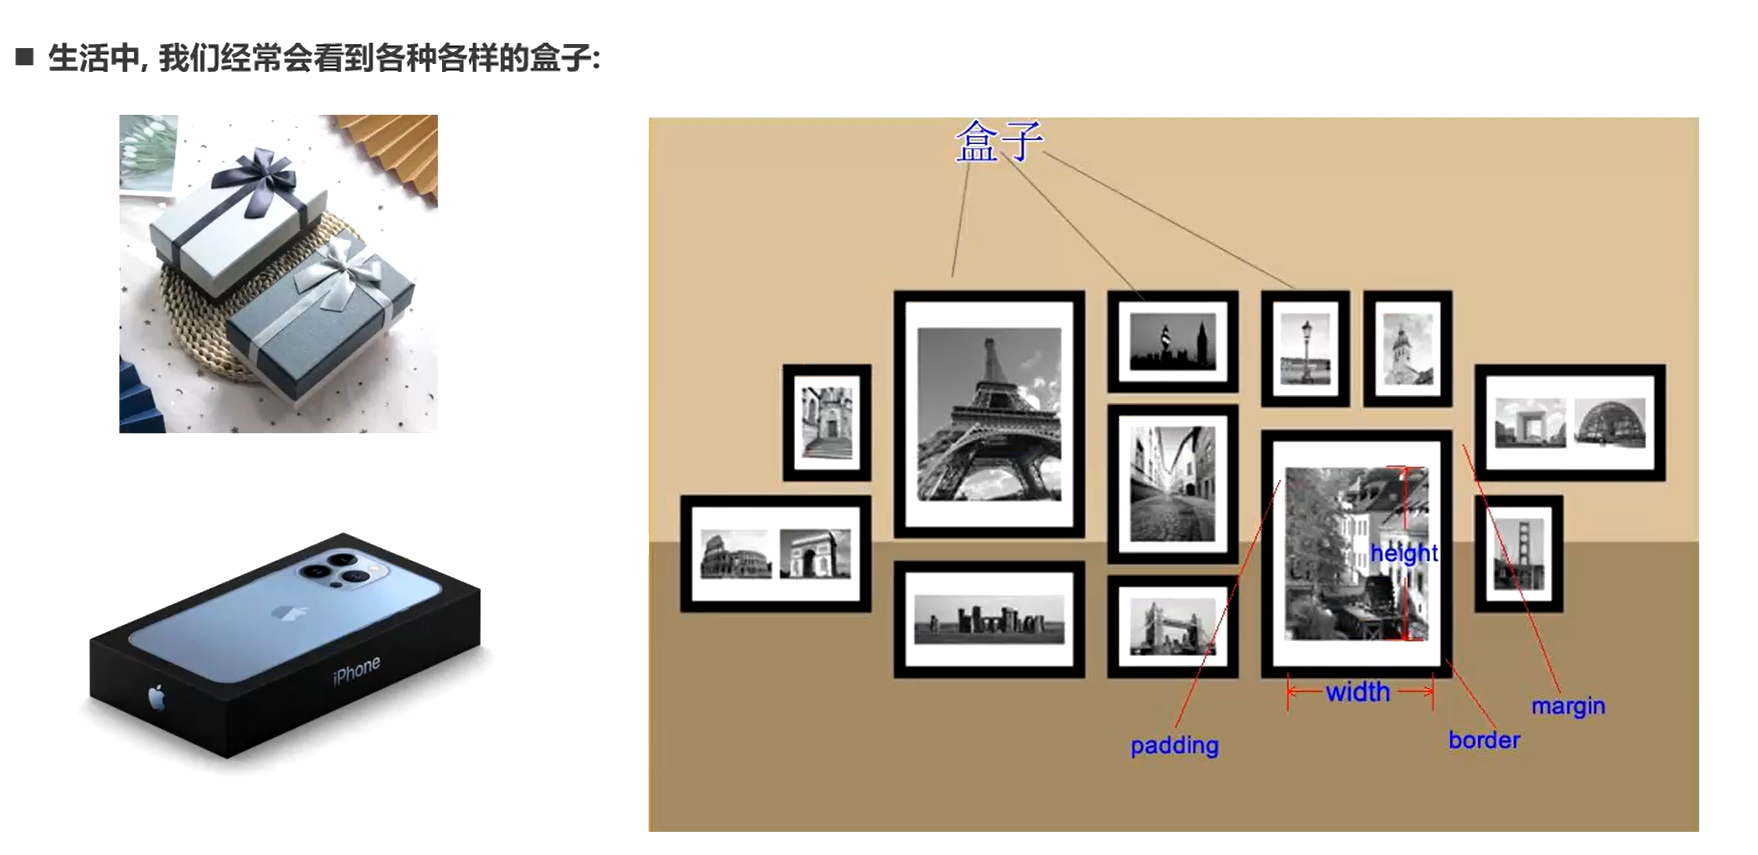 ■ 生活中, 我们经常会看到各种各样的盒子:
盒子
iPhone
height
width
margin
border
padding